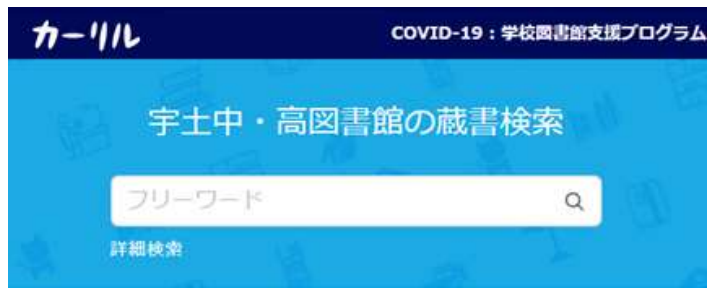 カーリル
COVID-19：学校図書館支援プログラム
宇土中・高図書館の蔵書検索
フリーワード
詳細検索